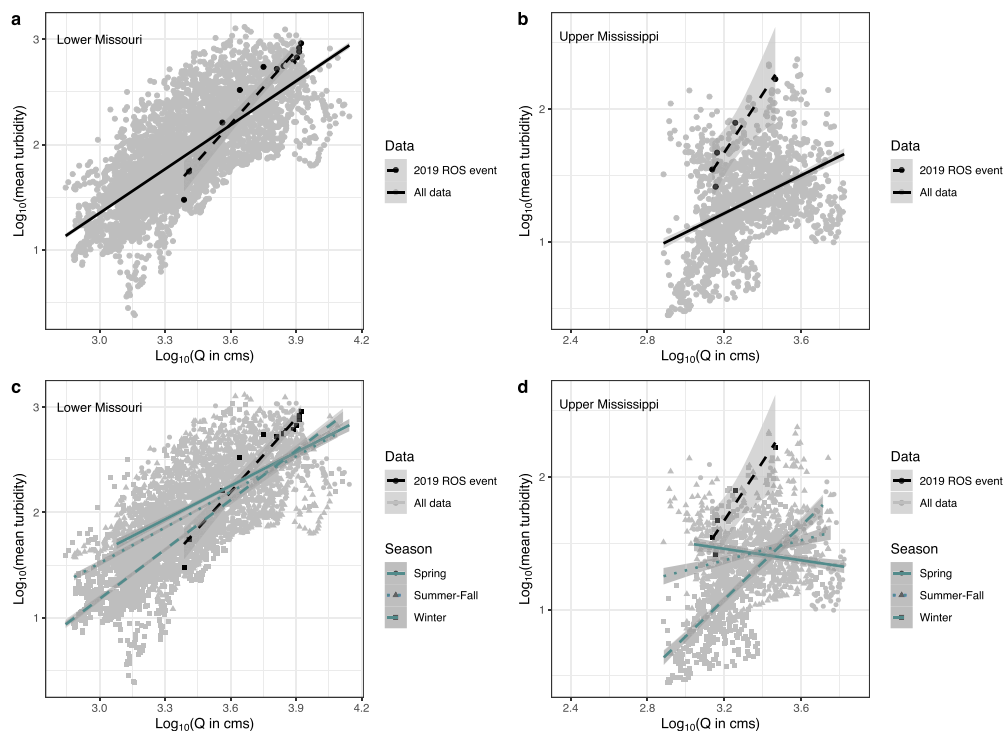 a
Lower Missouri
3
2
1
Log10(mean turbidity)
3.0 3.3 3.6 3.9 4.2
Log10(Q in cms)
Data
2019 ROS event
All data
b
Upper Mississippi
2
1
Log10(mean turbidity)
2.4 2.8 3.2 3.6
Log10(Q in cms)
Data
2019 ROS event
All data
c
Lower Missouri
3
2
1
Log10(mean turbidity)
3.0 3.3 3.6 3.9 4.2
Log10(Q in cms)
Data
2019 ROS event
All data
Season
Spring
Summer-Fall
Winter
d
Upper Mississippi
2
1
Log10(mean turbidity)
2.4 2.8 3.2 3.6
Log10(Q in cms)
Data
2019 ROS event
All data
Season
Spring
Summer-Fall
Winter